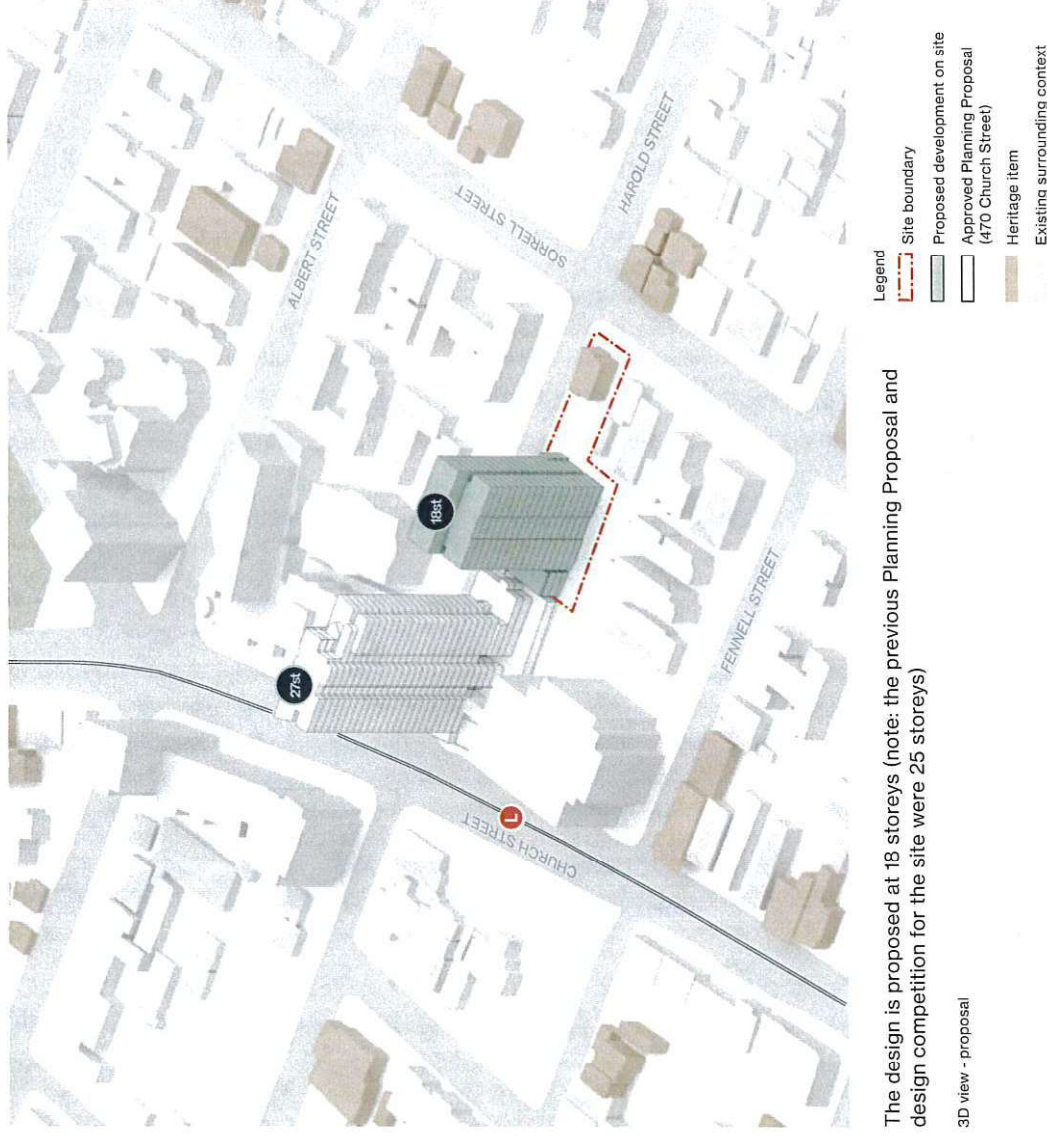 ALBERT STREET
SORRELL STREET
HAROLD STREET
18st
27st
FENNELL STREET
CHURCH STREET
L
The design is proposed at 18 storeys (note: the previous Planning Proposal and
design competition for the site were 25 storeys)
3D view - proposal
Legend
Site boundary
Proposed development on site
Approved Planning Proposal
(470 Church Street)
Heritage item
Existing surrounding context